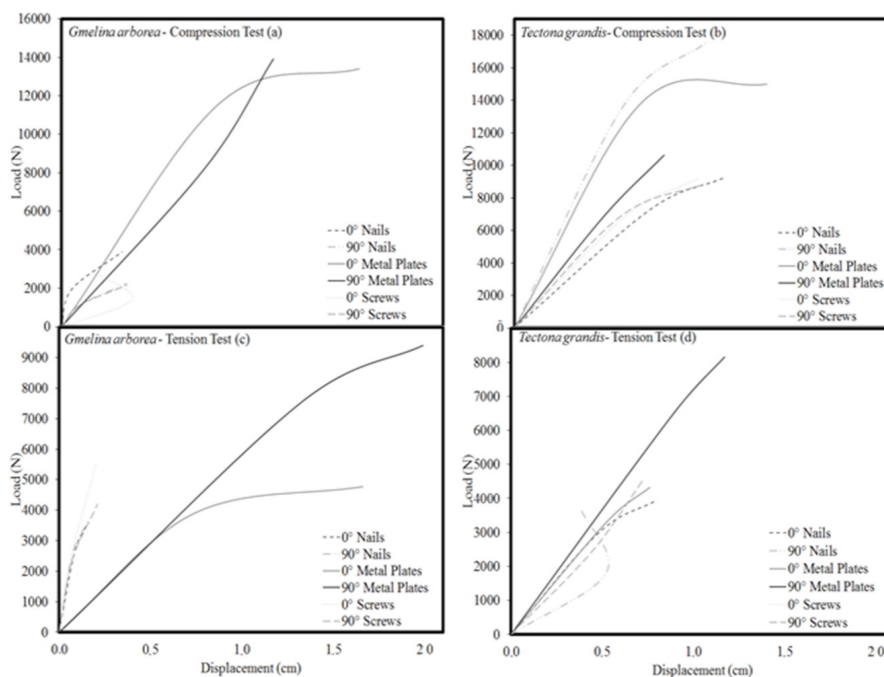 Gmelina arborea - Compression Test (a)
16000
14000
12000
10000
8000
6000
4000
2000
0
Load (N)
0° Nails
90° Nails
0° Metal Plates
90° Metal Plates
0° Screws
90° Screws
Tectona grandis- Compression Test (b)
18000
16000
14000
12000
10000
8000
6000
4000
2000
0
Load (N)
0° Nails
90° Nails
0° Metal Plates
90° Metal Plates
0° Screws
90° Screws
Gmelina arborea - Tension Test (c)
9000
8000
7000
6000
5000
4000
3000
2000
1000
0
Load (N)
0° Nails
90° Nails
0° Metal Plates
90° Metal Plates
0° Screws
90° Screws
0.0 0,5 1.0 1,5 2 0
Displacement (cm)
Tectona grandis- Tension Test (d)
8000
7000
6000
5000
4000
3000
2000
1000
0
Load (N)
0° Nails
90° Nails
0° Metal Plates
90° Metal Plates
0° Screws
90° Screws
0.0 0,5 1.0 1,5 2 0
Displacement (cm)